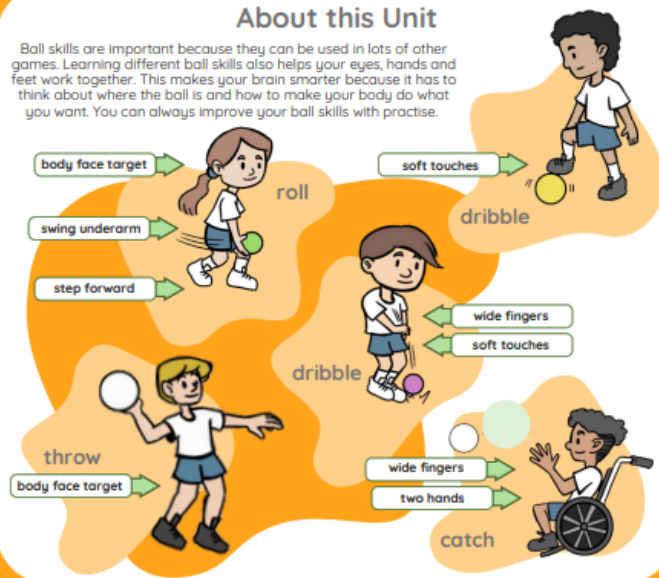 About this Unit
Ball skills are important because they can be used in lots of other
games. Learning different ball skills also helps your eyes, hands and
feet work together. This makes your brain smarter because it has to
think about where the ball is and how to make your body do what
you want. You can always improve your ball skills with practise.
body face target
roll
swing underarm
step forward
soft touches
dribble
wide fingers
soft touches
dribble
throw
body face target
wide fingers
two hands
catch